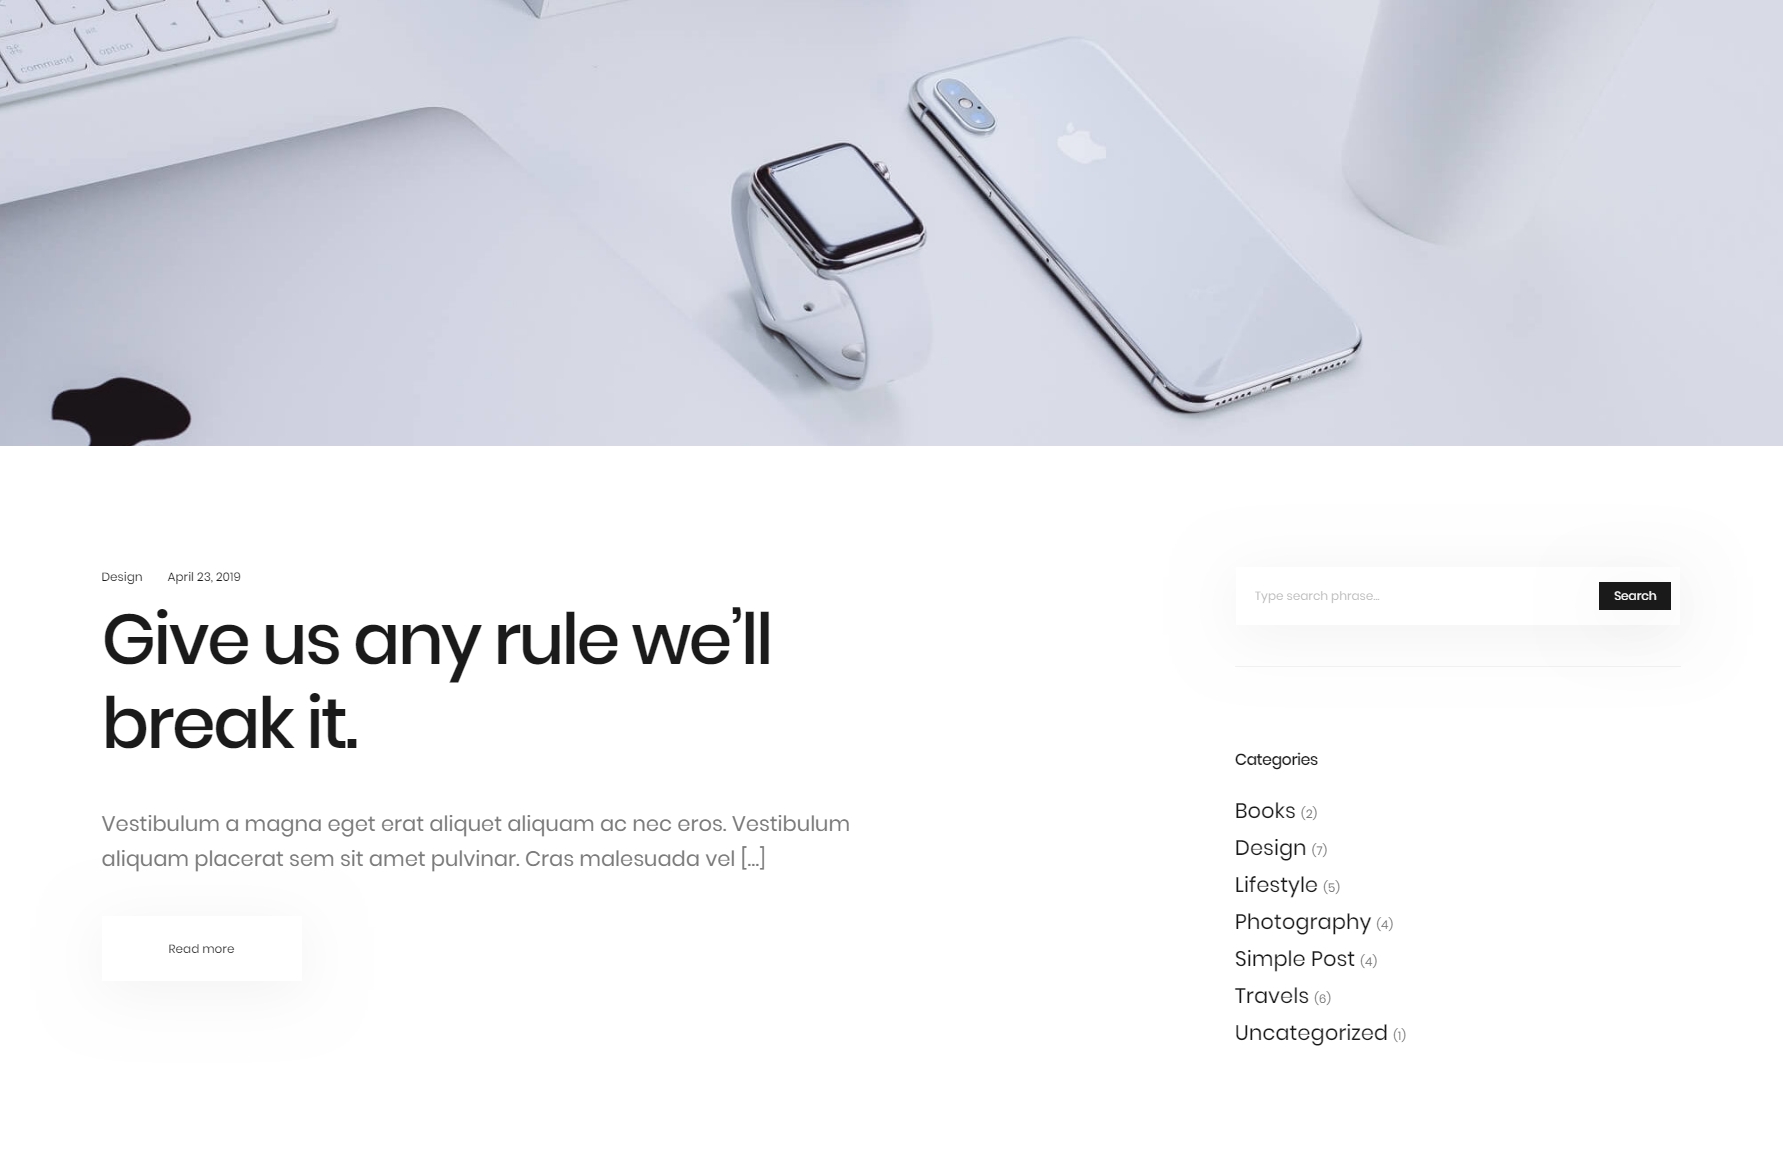 alt
command
option
Design April 23, 2019
Give us any rule we’ll
break it.
Vestibulum a magna eget erat aliquet aliquam ac nec eros. Vestibulum
aliquam placerat sem sit amet pulvinar. Cras malesuada vel [...]
Read more
Type search phrase...
Search
Categories
Books (2)
Design (7)
Lifestyle (5)
Photography (4)
Simple Post (4)
Travels (6)
Uncategorized (1)